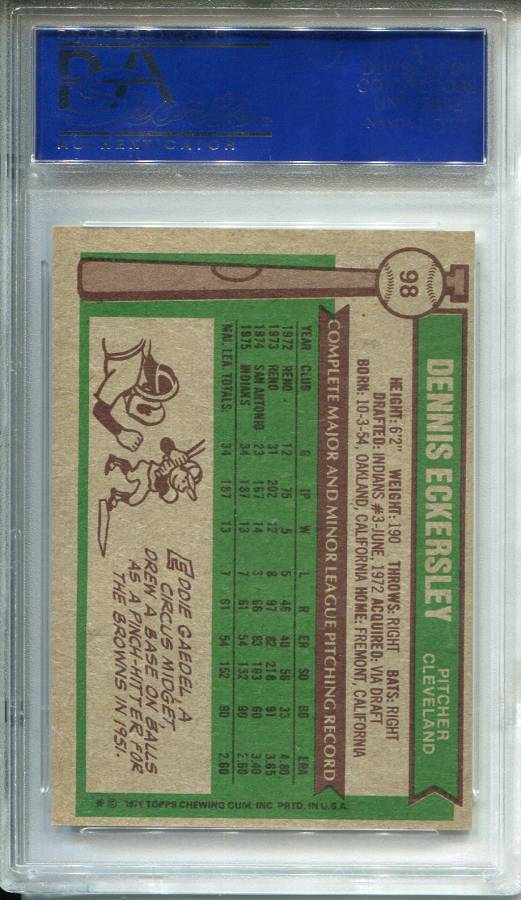 PSA
AUTHENTICATION
A
DIVISION OF
COLLECTORS
UNIVERSE
98
DENNIS ECKERSLEY
PITCHER
CLEVELAND
HEIGHT: 6'2" WEIGHT: 190 THROWS: RIGHT BATS: RIGHT
DRAFTED: INDIANS #3-JUNE, 1972 ACQUIRED: VIA DRAFT
BORN: 10-3-54, OAKLAND, CALIFORNIA HOME: FREMONT, CALIFORNIA
COMPLETE MAJOR AND MINOR LEAGUE PITCHING RECORD
YEAR CLUB G IP W L R ER SO BB ERA
1972 RENO 12 75 5 5 46 40 56 33 4.80
1973 RENO 31 202 12 8 97 82 218 91 3.65
1974 SAN ANTONIO 23 167 14 3 66 63 163 60 3.40
1975 INDIANS 34 187 13 7 61 54 152 90 2.60
MAJ. LEA. TOTALS: 34 187 13 7 61 54 152 90 2.60
EDDIE GAEDEL, A
CIRCUS MIDGET,
DREW A BASE ON BALLS
AS A PINCH-HITTER FOR
THE BROWNS IN 1951.
* © 1976 TOPPS CHEWING GUM, INC. PRTD. IN U.S.A.